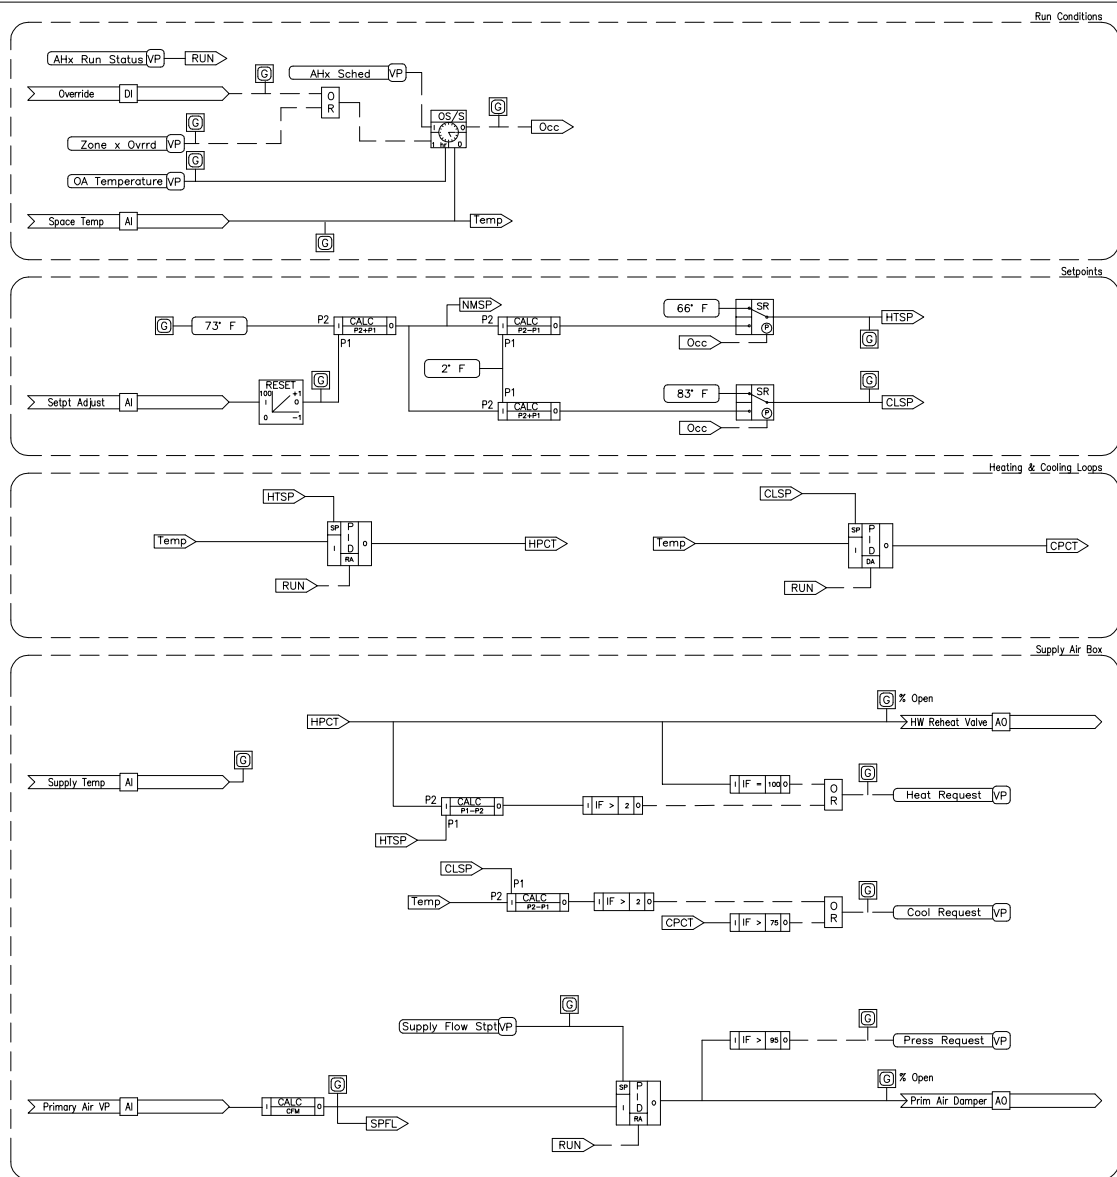 Run Conditions
AHx Run Status VP RUN
G AHx Sched VP
Override DI
O
R
OS/S
G
I O
Occ
G
Zone x Ovrrd VP
1 hr D
G
OA Temperature VP
Space Temp AI Temp
G
Setpoints
NMSP
66° F SR HTSP
G 73° F P2 I CALC O P2 I CALC O
P2+P1 P2-P1
P1 P1 Occ P G
2° F
RESET G P1 83° F SR G
Setpt Adjust AI 100 +1 I O 0 -1
P2 I CALC O CLSP
P2+P1
Occ P
Heating & Cooling Loops
HTSP CLSP
Temp SP PID I O RA HPCT
Temp SP PID I O DA CPCT
RUN RUN
Supply Air Box
G % Open
HPCT HW Reheat Valve AO
G
Supply Temp AI
I IF = 100 O
G
O
R
Heat Request VP
P2 I CALC O I IF > 2 O
P1-P2
P1
HTSP
CLSP
P1
G
Temp P2 I CALC O I IF > 2 O
P2-P1
O
R
Cool Request VP
CPCT I IF > 75 O
G
Supply Flow Stpt VP
G
I IF > 95 O Press Request VP
G G % Open
Primary Air VP AI I CALC O
CFM
SP PID I O RA
Prim Air Damper AO
SPFL
RUN